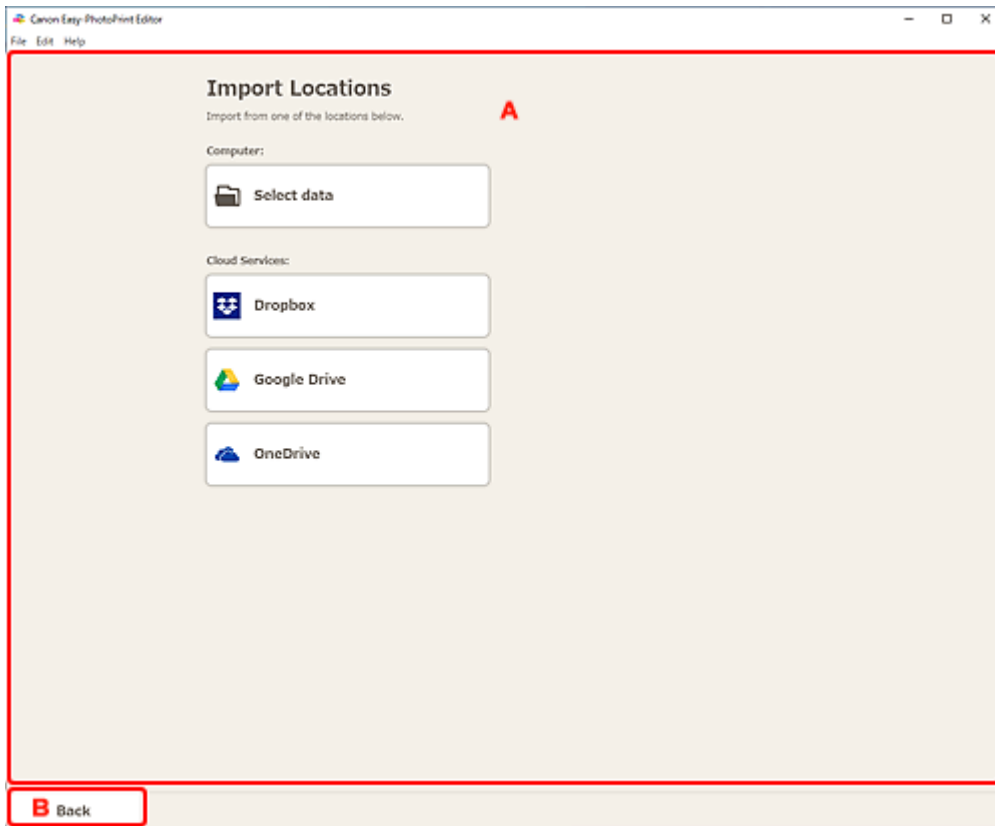 Canon Easy-PhotoPrint Editor
File Edit Help
Import Locations
Import from one of the locations below.
A
Computer:
Select data
Cloud Services:
Dropbox
Google Drive
OneDrive
B Back